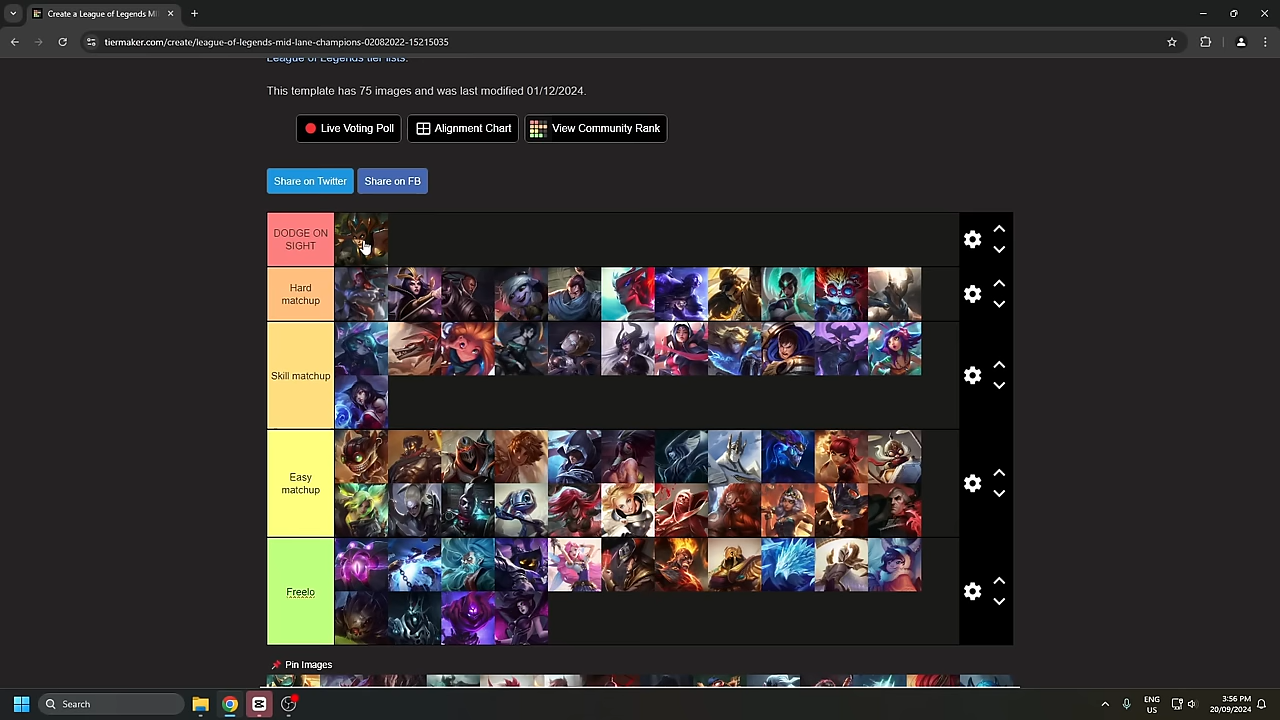 Create a League of Legends Mi
tiermaker.com/create/league-of-legends-mid-lane-champions-02082022-15215035
League of Legends tier lists.
This template has 75 images and was last modified 01/12/2024.
Live Voting Poll
Alignment Chart
View Community Rank
Share on Twitter
Share on FB
DODGE ON
SIGHT
Hard
matchup
Skill matchup
Easy
matchup
Freelo
Pin Images
Search
ENG
US
3:56 PM
20/09/2024